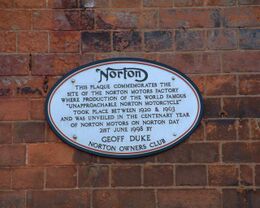 Norton
THIS PLAQUE COMMEMORATES THE
SITE OF THE NORTON MOTORS FACTORY
WHERE PRODUCTION OF THE WORLD FAMOUS
"UNAPPROACHABLE NORTON MOTORCYCLE"
TOOK PLACE BETWEEN 1920 & 1963
AND WAS UNVEILED IN THE CENTENARY YEAR
OF NORTON MOTORS ON NORTON DAY
21ST JUNE 1998 BY
GEOFF DUKE
NORTON OWNERS CLUB